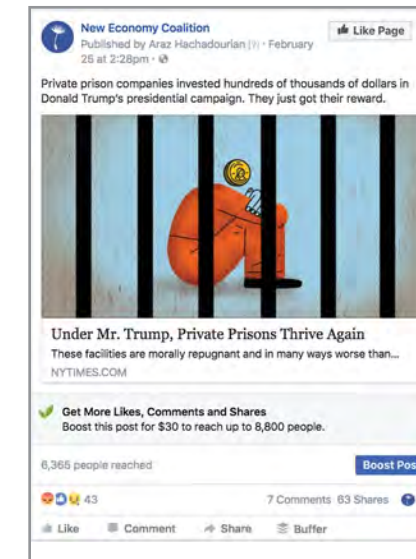 New Economy Coalition
Like Page
Published by Araz Hachadourian [?] · February
25 at 2:28pm ·
Private prison companies invested hundreds of thousands of dollars in
Donald Trump's presidential campaign. They just got their reward.
Under Mr. Trump, Private Prisons Thrive Again
These facilities are morally repugnant and in many ways worse than...
NYTIMES.COM
Get More Likes, Comments and Shares
Boost this post for $30 to reach up to 8,800 people.
6,365 people reached
Boost Pos
43
7 Comments 63 Shares
Like Comment Share Buffer